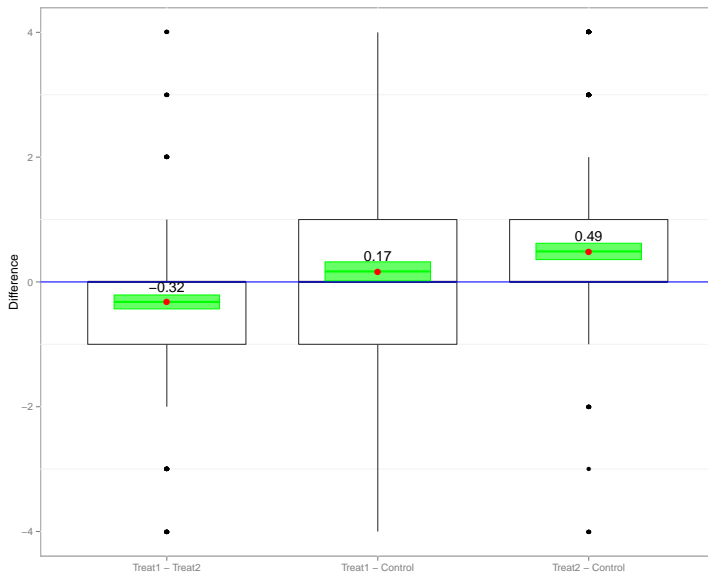 4
2
0
−2
−4
Difference
0.49
0.17
−0.32
Treat1 − Treat2
Treat1 − Control
Treat2 − Control